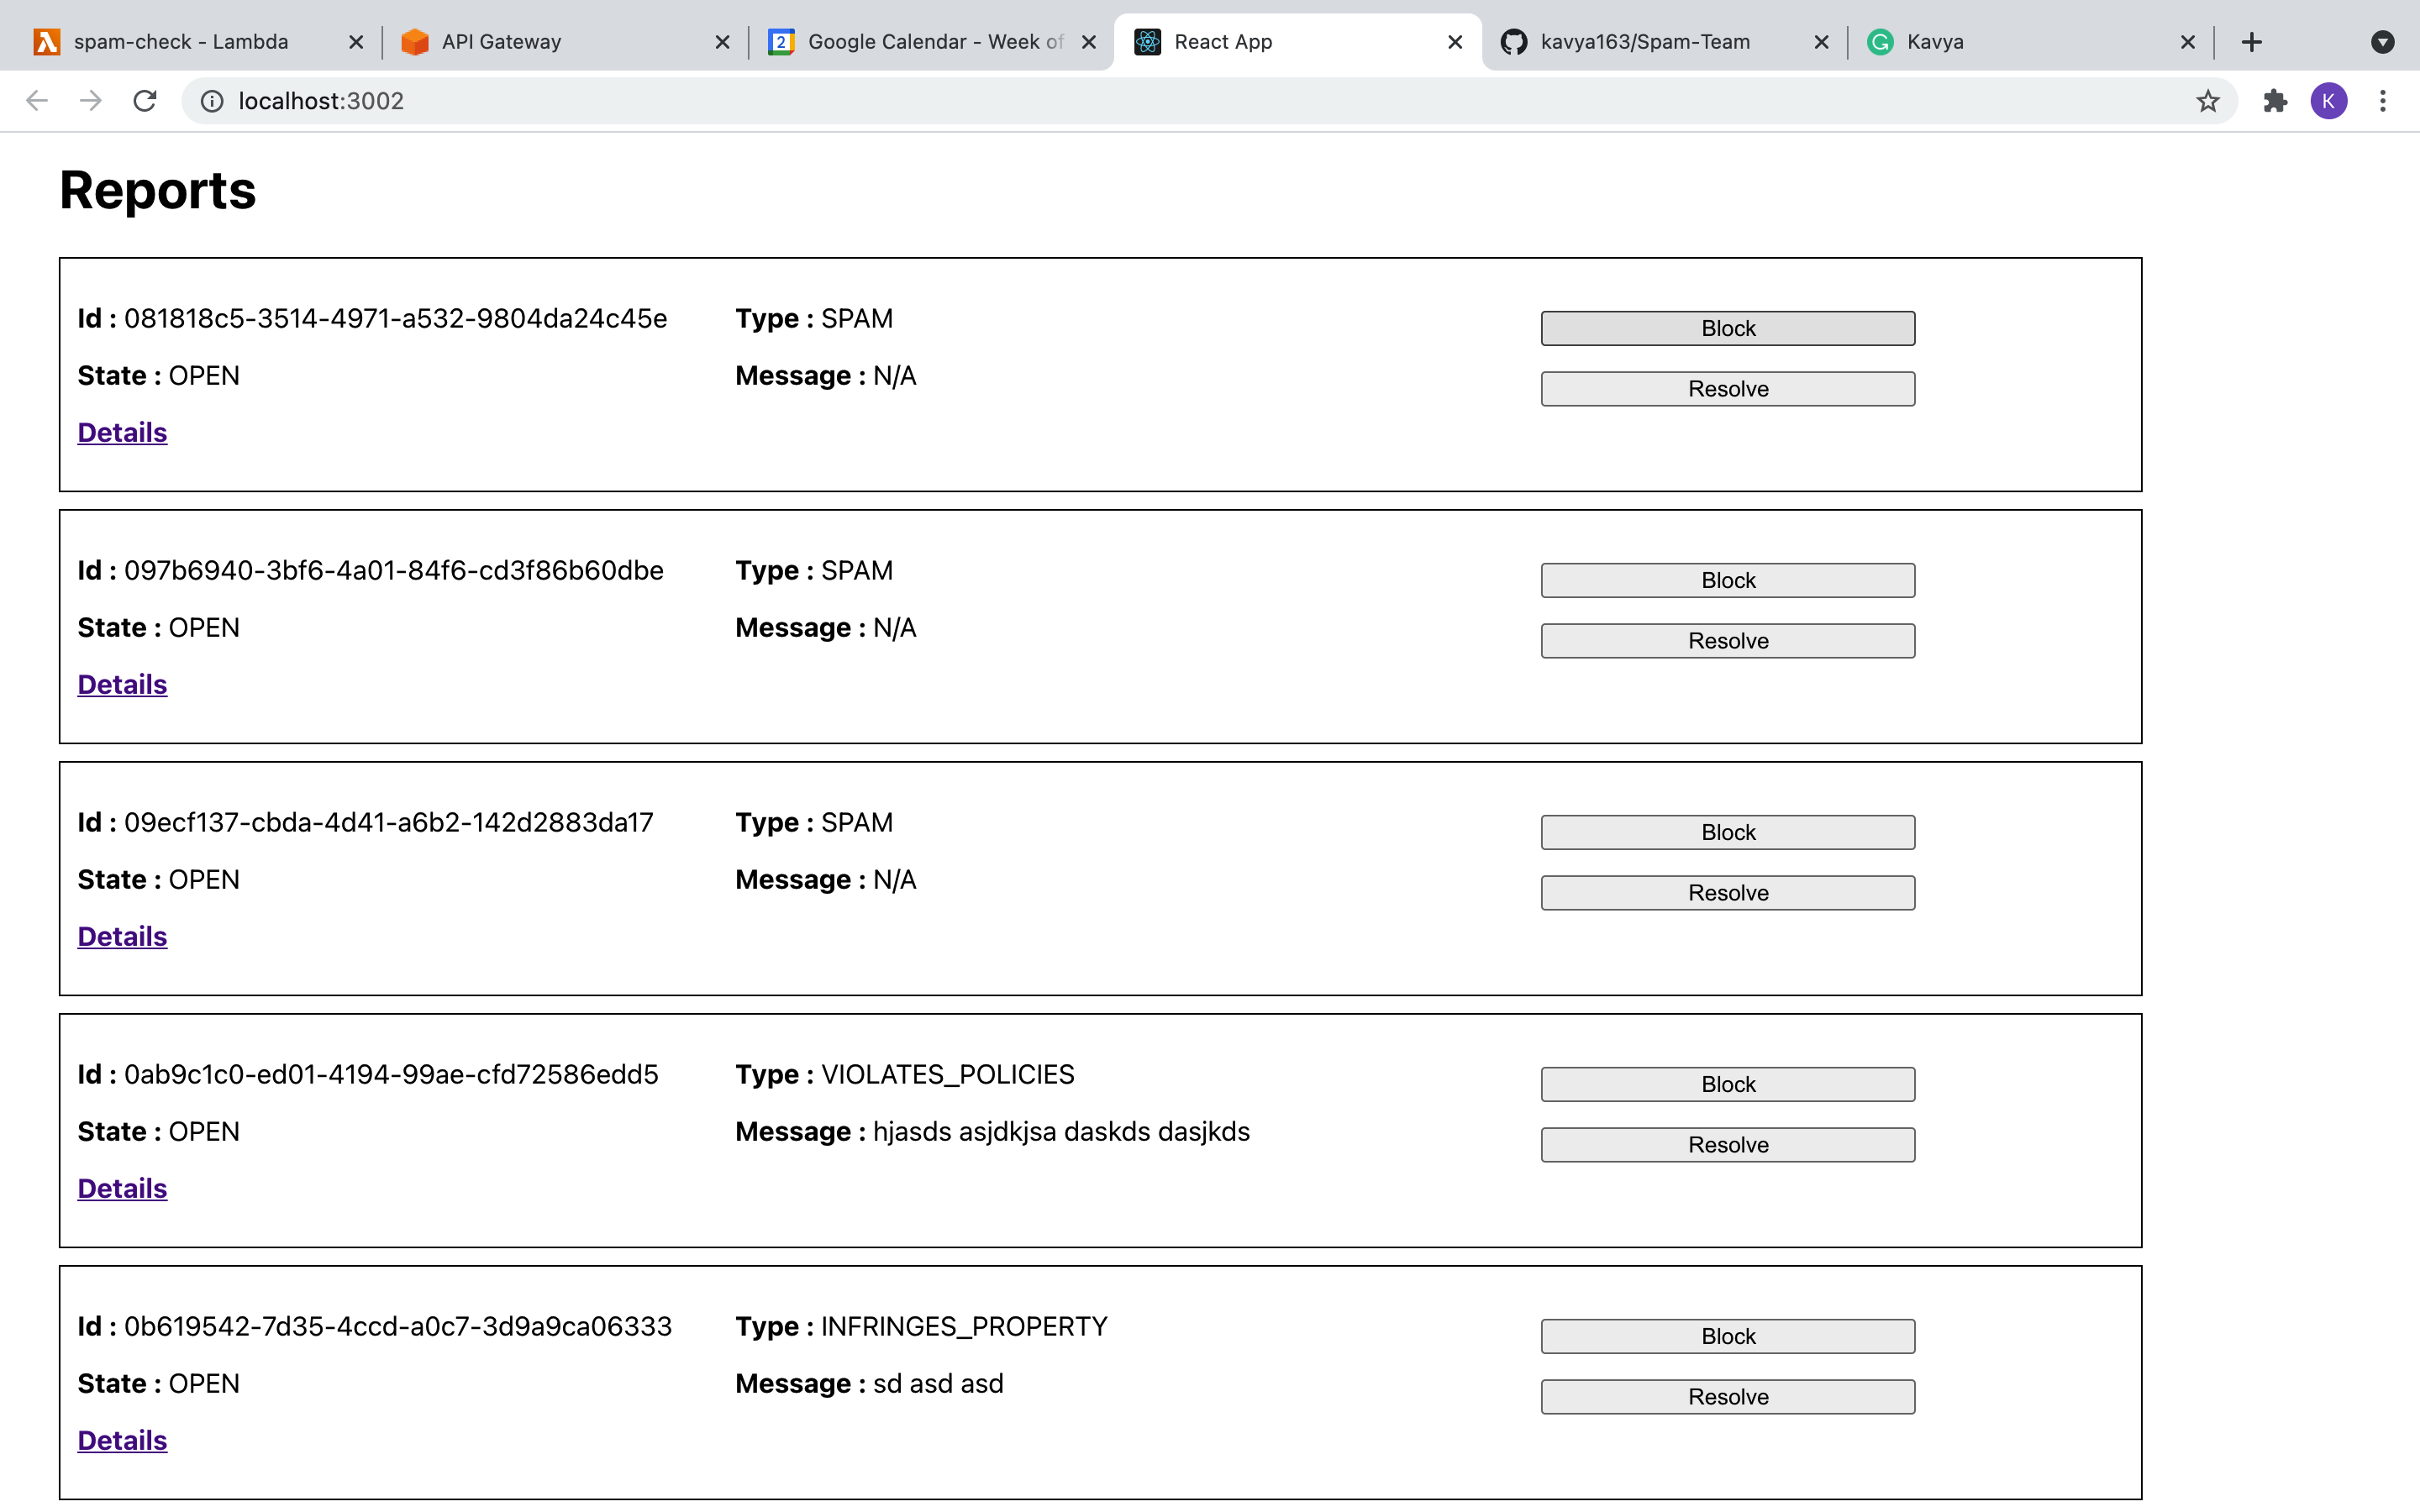 spam-check - Lambda
API Gateway
2
Google Calendar - Week of
React App
kavya163/Spam-Team
Kavya
localhost:3002
K
Reports
Id : 081818c5-3514-4971-a532-9804da24c45e
Type : SPAM
Block
State : OPEN
Message : N/A
Resolve
Details
Id : 097b6940-3bf6-4a01-84f6-cd3f86b60dbe
Type : SPAM
Block
State : OPEN
Message : N/A
Resolve
Details
Id : 09ecf137-cbda-4d41-a6b2-142d2883da17
Type : SPAM
Block
State : OPEN
Message : N/A
Resolve
Details
Id : 0ab9c1c0-ed01-4194-99ae-cfd72586edd5
Type : VIOLATES_POLICIES
Block
State : OPEN
Message : hjasds asjdkjsa daskds dasjkds
Resolve
Details
Id : 0b619542-7d35-4ccd-a0c7-3d9a9ca06333
Type : INFRINGES_PROPERTY
Block
State : OPEN
Message : sd asd asd
Resolve
Details